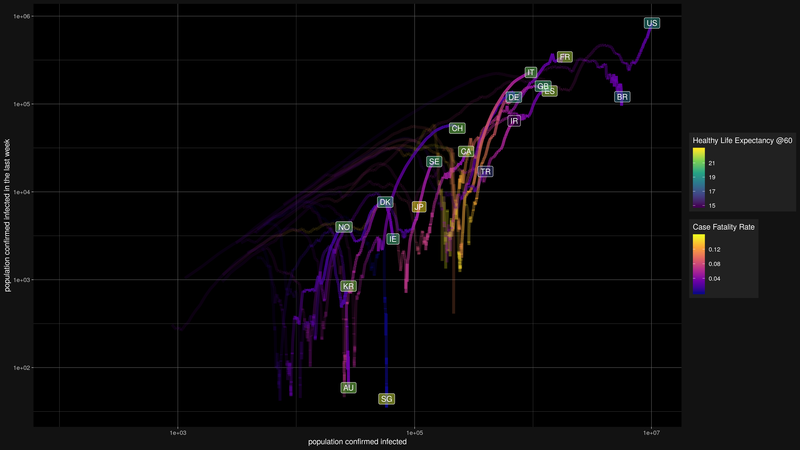 1e+06
1e+05
1e+04
1e+03
1e+02
population confirmed infected in the last week
US
FR
IT
GB
ES
DE
BR
IR
CH
CA
SE
TR
DK
JP
NO
IE
KR
AU
SG
1e+03
1e+05
1e+07
population confirmed infected
Healthy Life Expectancy @60
21
19
17
15
Case Fatality Rate
0.12
0.08
0.04